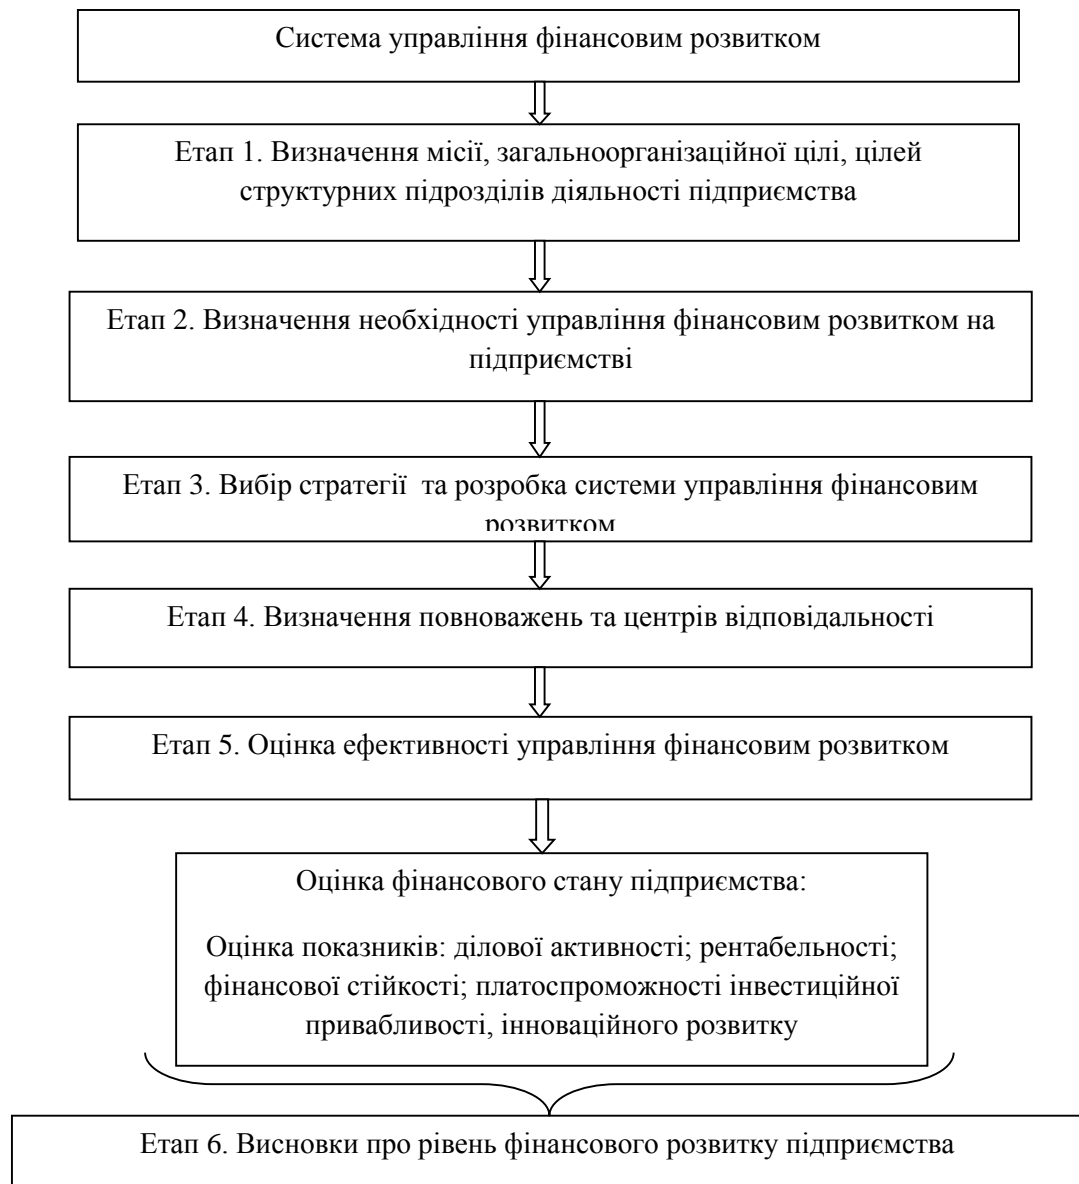 Система управління фінансовим розвитком
Етап 1. Визначення місії, загальноорганізаційної цілі, цілей
структурних підрозділів діяльності підприємства
Етап 2. Визначення необхідності управління фінансовим розвитком на
підприємстві
Етап 3. Вибір стратегії та розробка системи управління фінансовим
розвитком
Етап 4. Визначення повноважень та центрів відповідальності
Етап 5. Оцінка ефективності управління фінансовим розвитком
Оцінка фінансового стану підприємства:
Оцінка показників: ділової активності; рентабельності;
фінансової стійкості; платоспроможності інвестиційної
привабливості, інноваційного розвитку
Етап 6. Висновки про рівень фінансового розвитку підприємства